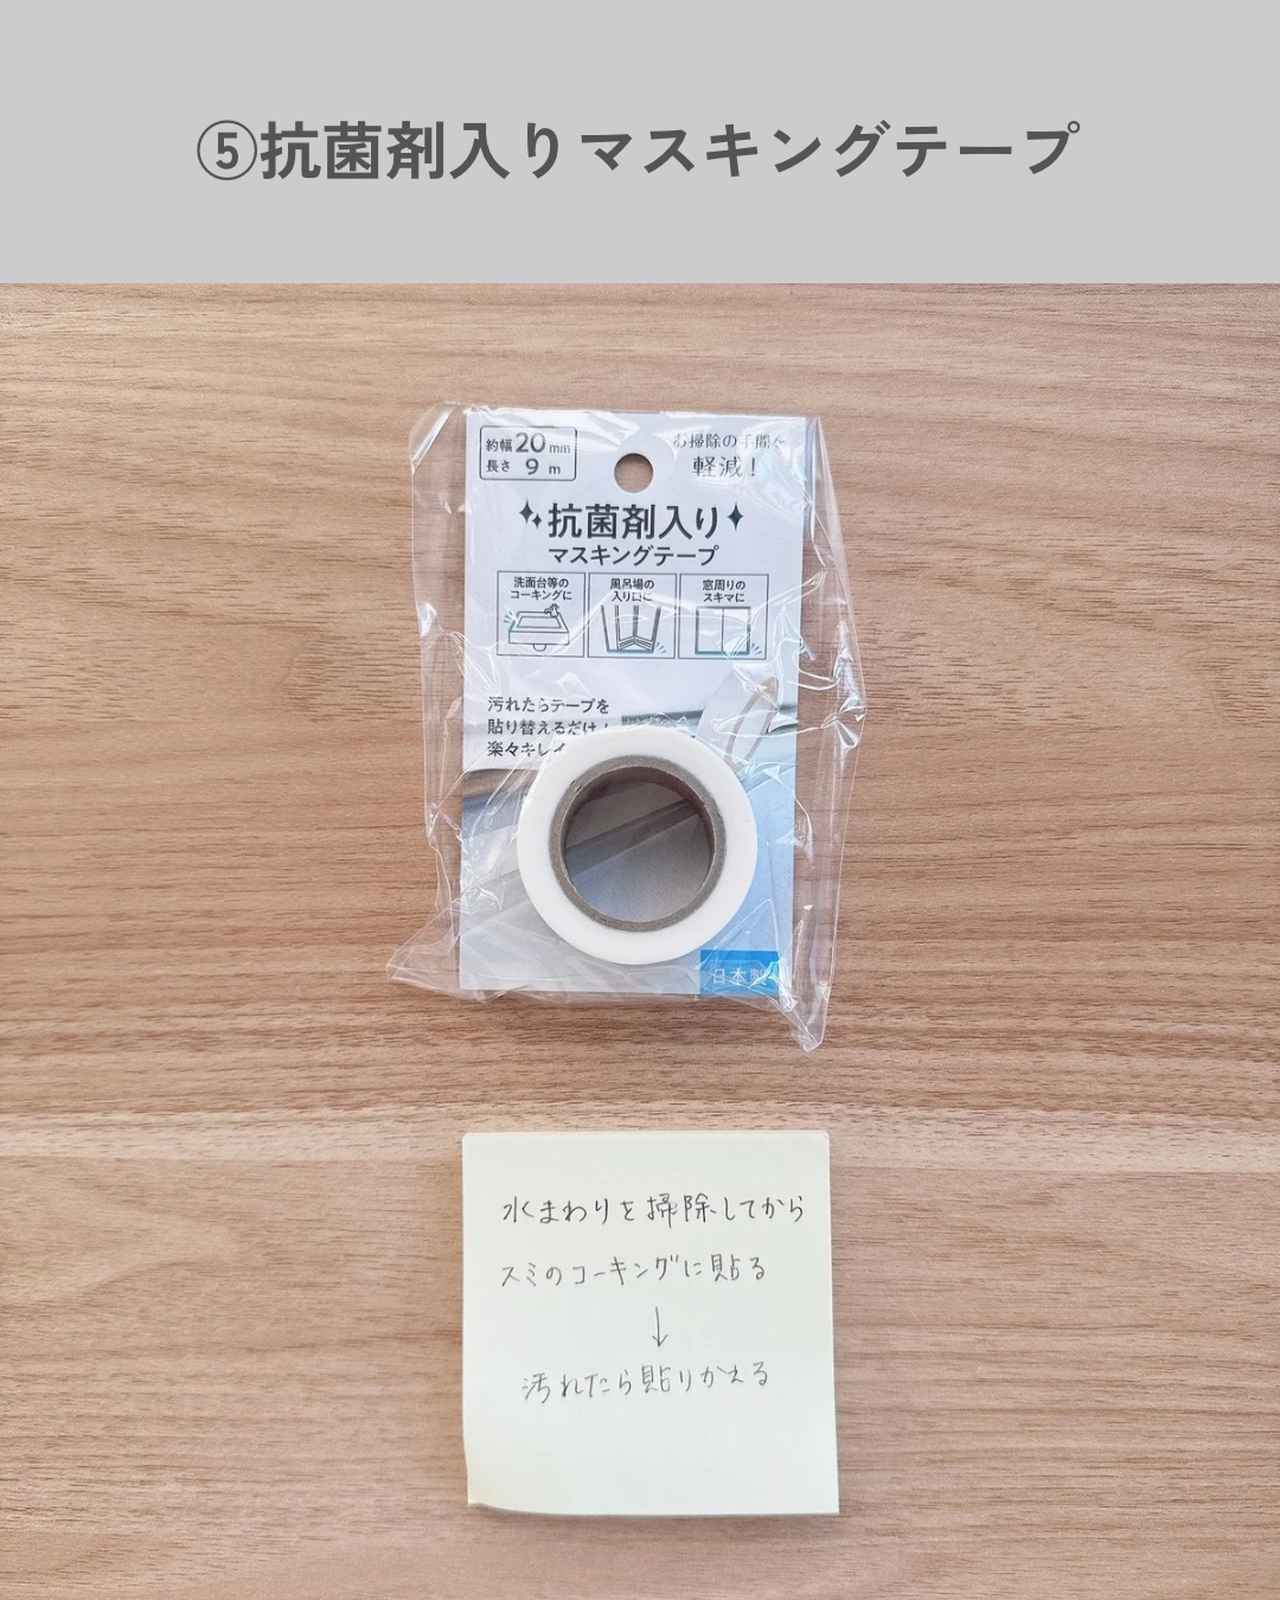 ⑤抗菌剤入りマスキングテープ
約幅20mm
長さ 9 m
お掃除の手間を
軽減！
抗菌剤入り
マスキングテープ
洗面台等の
コーキングに
風呂場の
入り口に
窓周りの
スキマに
汚れたらテープを
貼り替えるだけ！
楽々キレイ
日本製
水まわりを掃除してから
スミのコーキングに貼る
↓
汚れたら貼りかえる